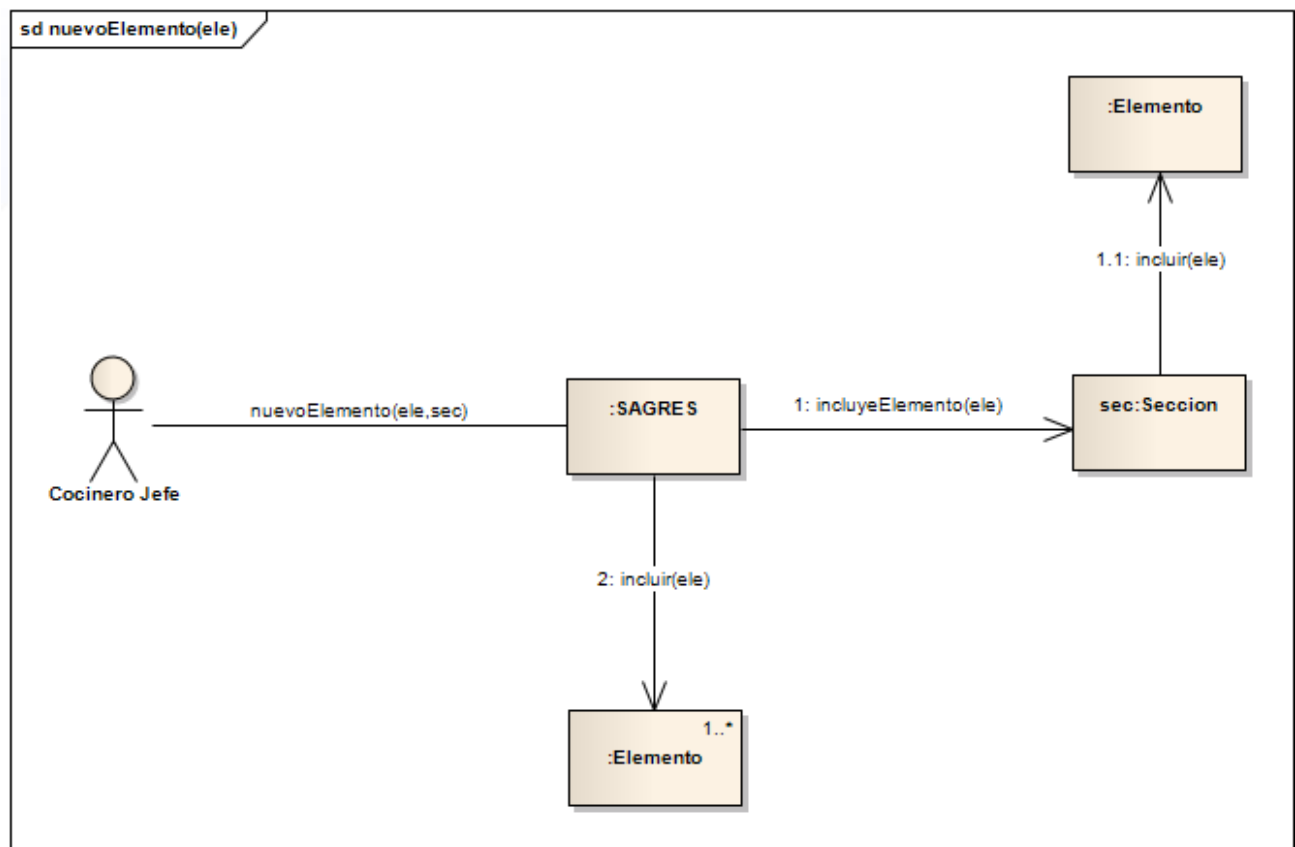 sd nuevoElemento(ele)
:Elemento
1.1: incluir(ele)
nuevoElemento(ele,sec)
:SAGRES
1: incluyeElemento(ele)
sec:Seccion
Cocinero Jefe
2: incluir(ele)
1..*
:Elemento